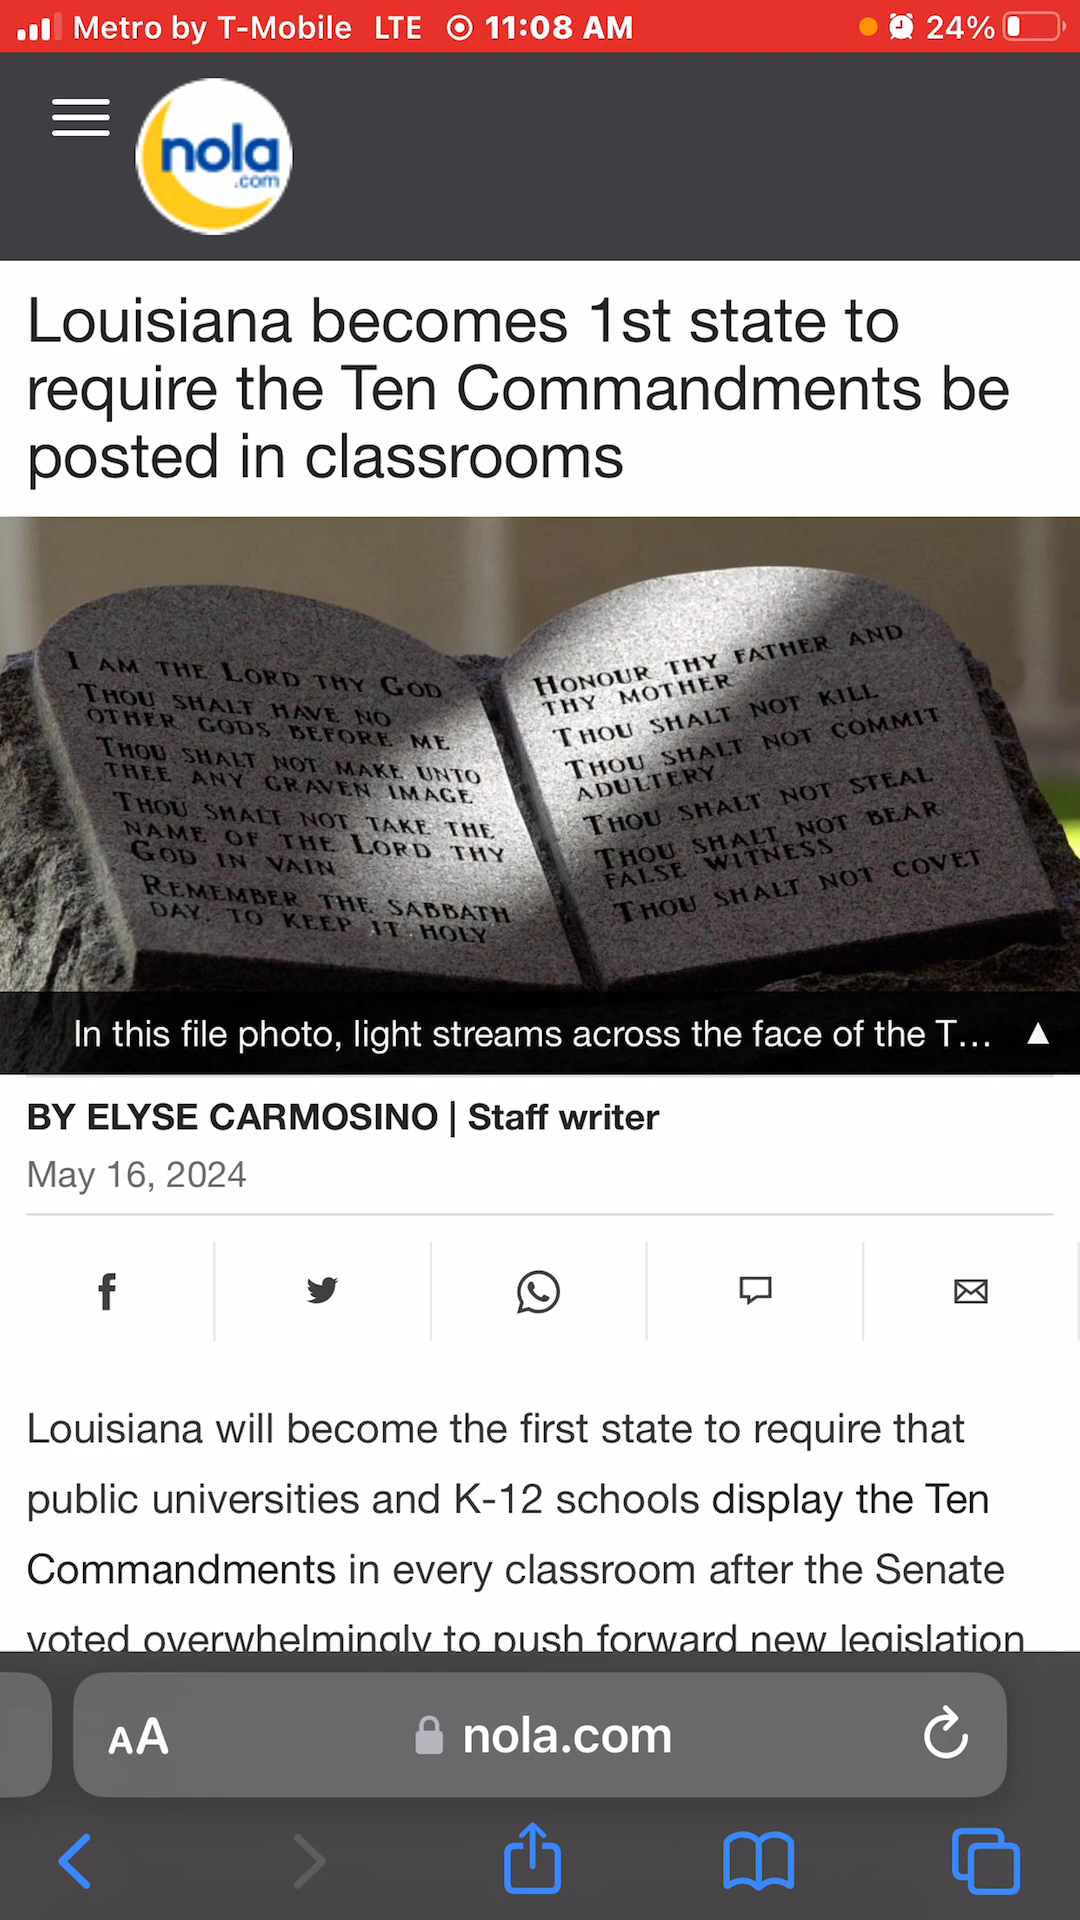 Metro by T-Mobile LTE 11:08 AM 24%
nola
.com
Louisiana becomes 1st state to
require the Ten Commandments be
posted in classrooms
I AM THE LORD THY GOD
THOU SHALT HAVE NO
OTHER GODS BEFORE ME
THOU SHALT NOT MAKE UNTO
THEE ANY GRAVEN IMAGE
THOU SHALT NOT TAKE THE
NAME OF THE LORD THY
GOD IN VAIN
REMEMBER THE SABBATH
DAY, TO KEEP IT HOLY
HONOUR THY FATHER AND
THY MOTHER
THOU SHALT NOT KILL
THOU SHALT NOT COMMIT
ADULTERY
THOU SHALT NOT STEAL
THOU SHALT NOT BEAR
FALSE WITNESS
THOU SHALT NOT COVET
In this file photo, light streams across the face of the T...
BY ELYSE CARMOSINO | Staff writer
May 16, 2024
Louisiana will become the first state to require that
public universities and K-12 schools display the Ten
Commandments in every classroom after the Senate
voted overwhelmingly to push forward new legislation
AA nola.com